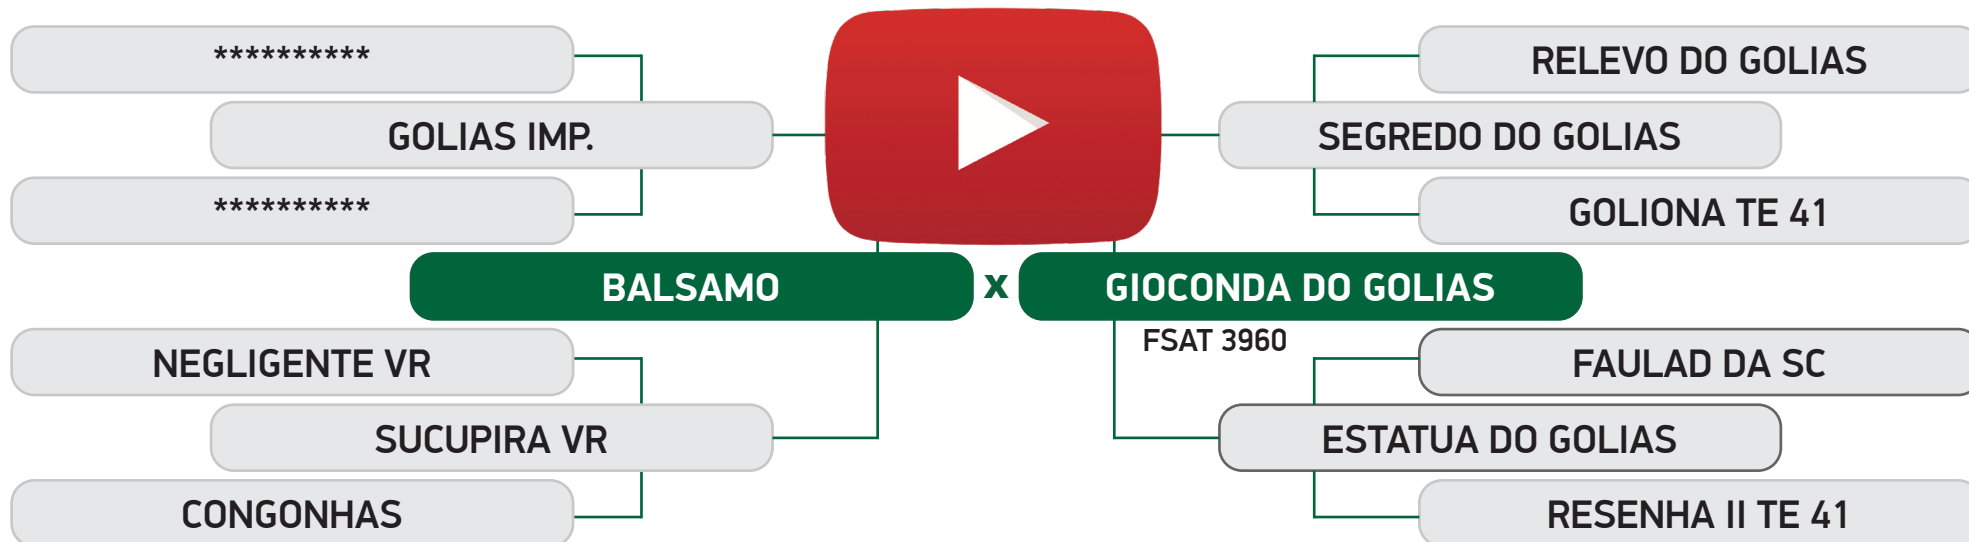 **********
RELEVO DO GOLIAS
GOLIAS IMP.
SEGREDO DO GOLIAS
**********
GOLIONA TE 41
BALSAMO x GIOCONDA DO GOLIAS
FSAT 3960
NEGLIGENTE VR
FAULAD DA SC
SUCUPIRA VR
ESTATUA DO GOLIAS
CONGONHAS
RESENHA II TE 41